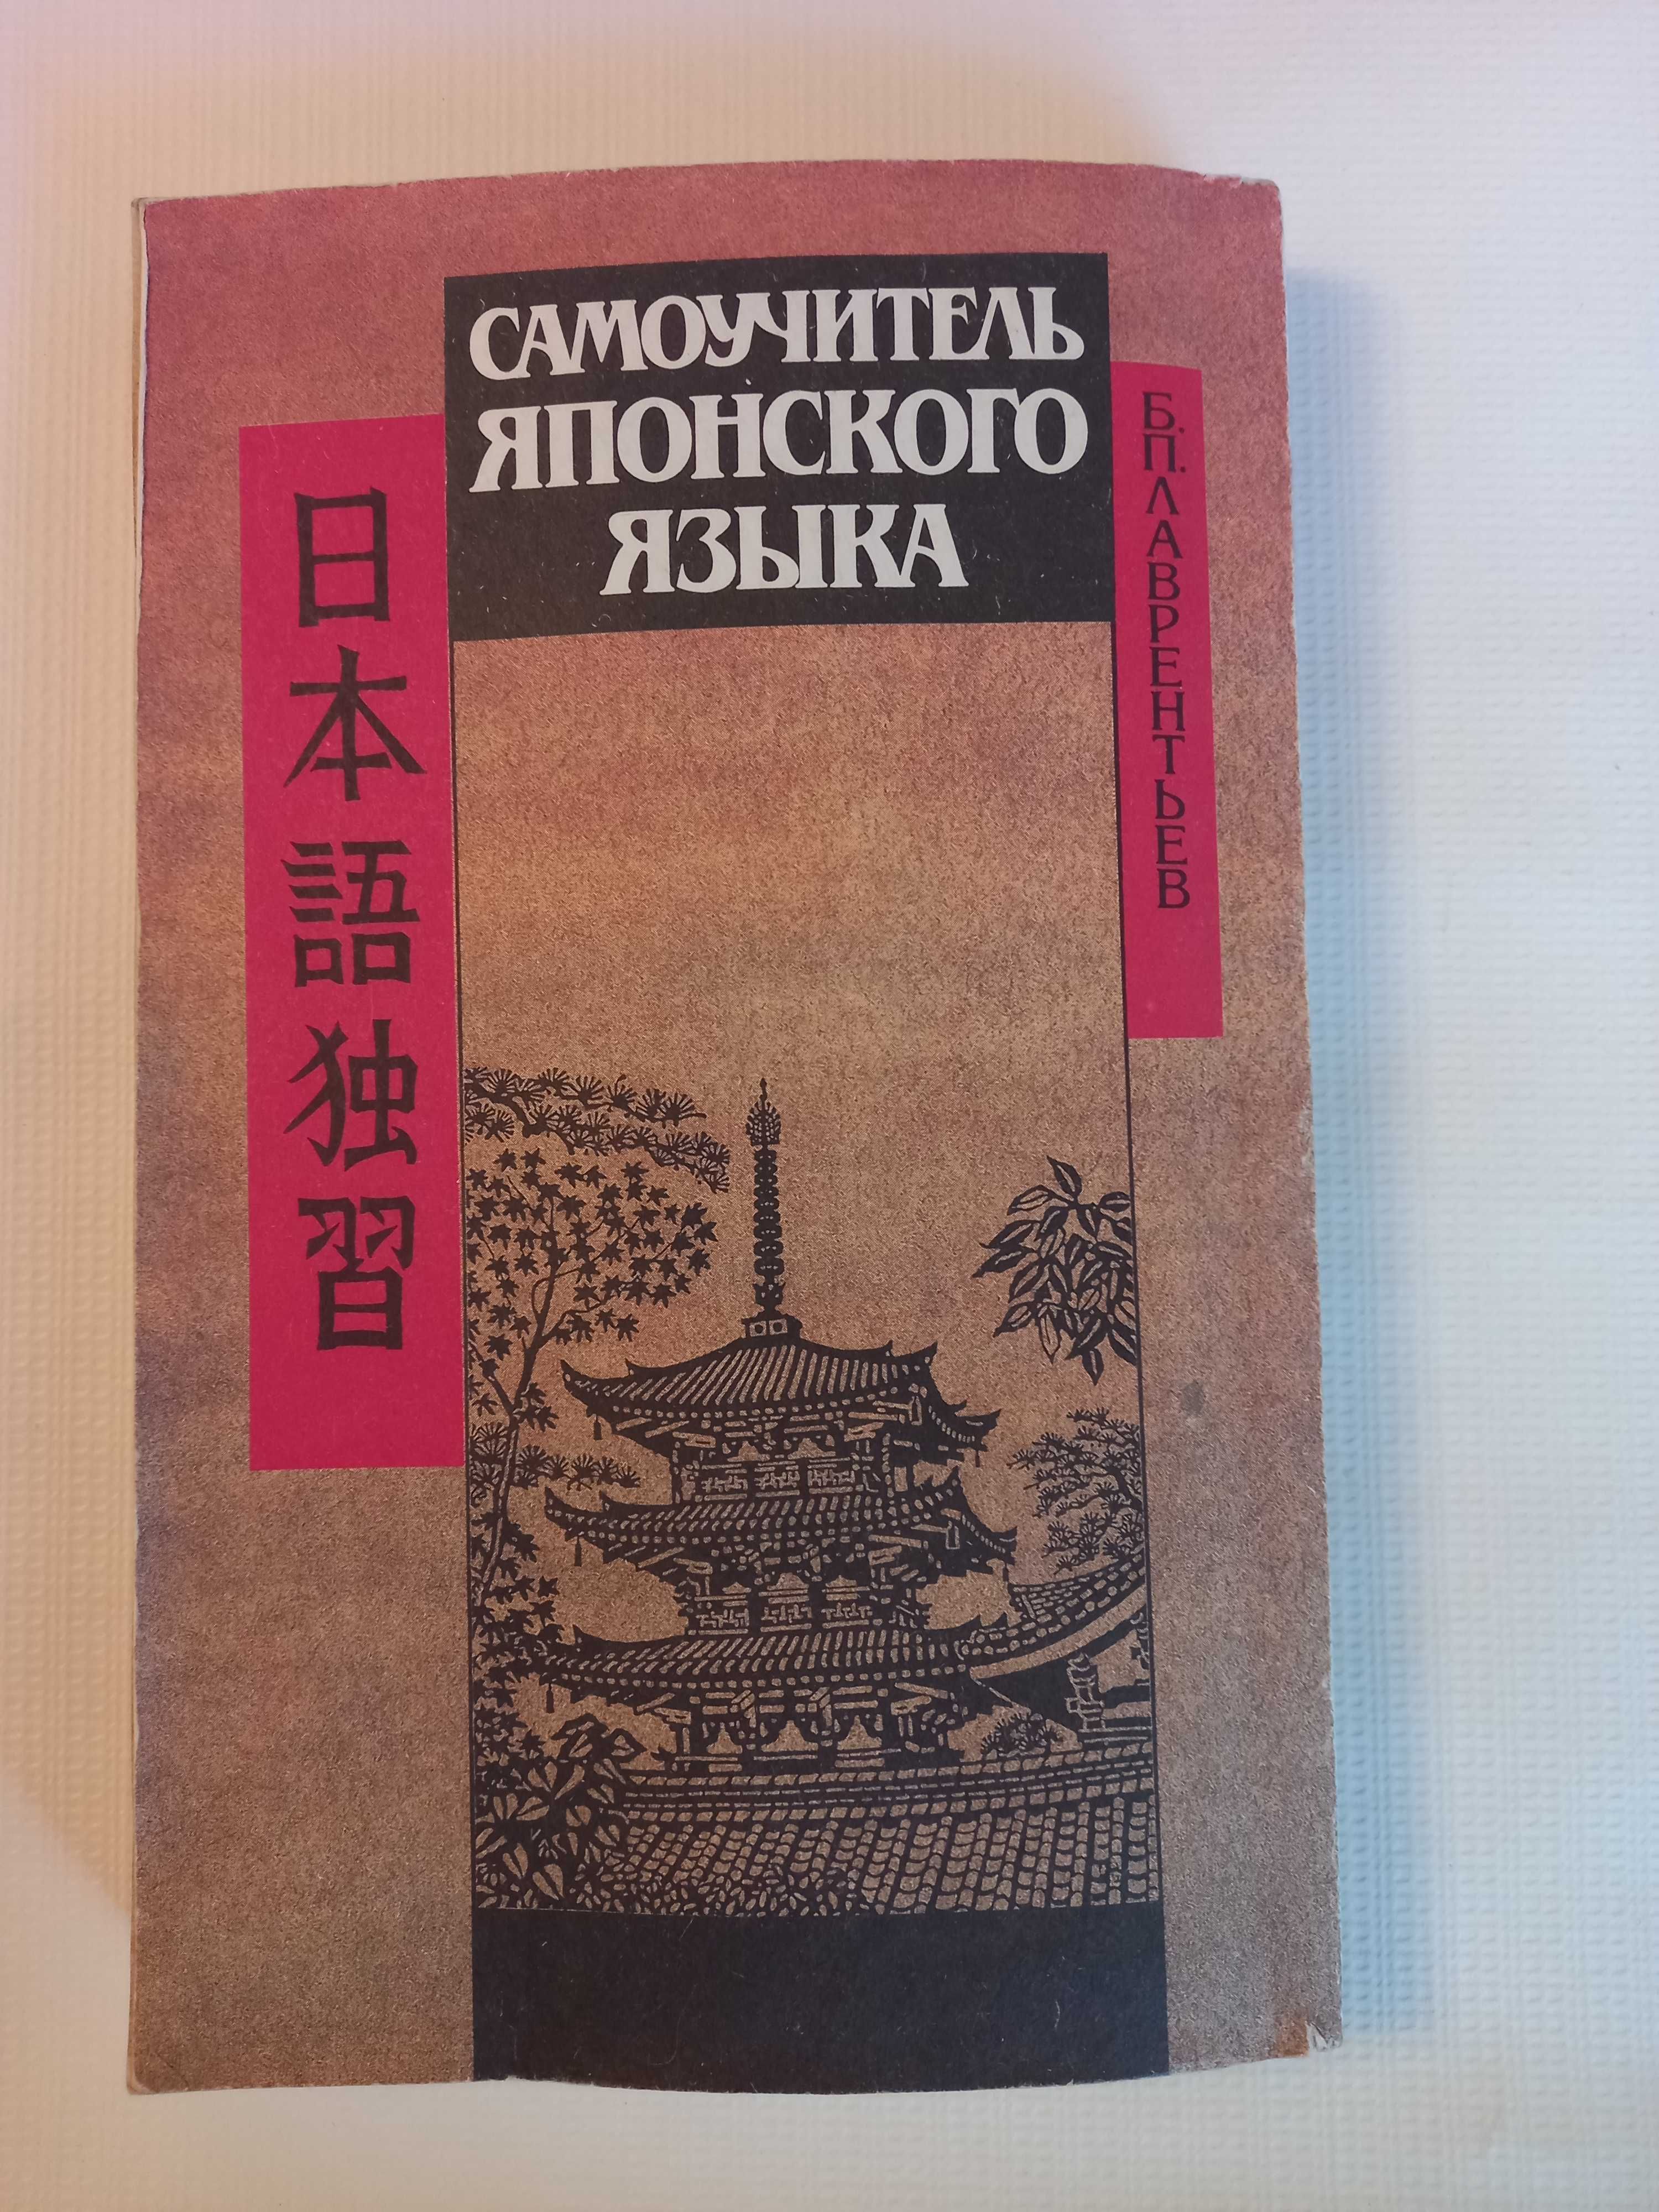 САМОУЧИТЕЛЬ
ЯПОНСКОГО
ЯЗЫКА
Б.П.ЛАВРЕНТЬЕВ
日本語独習